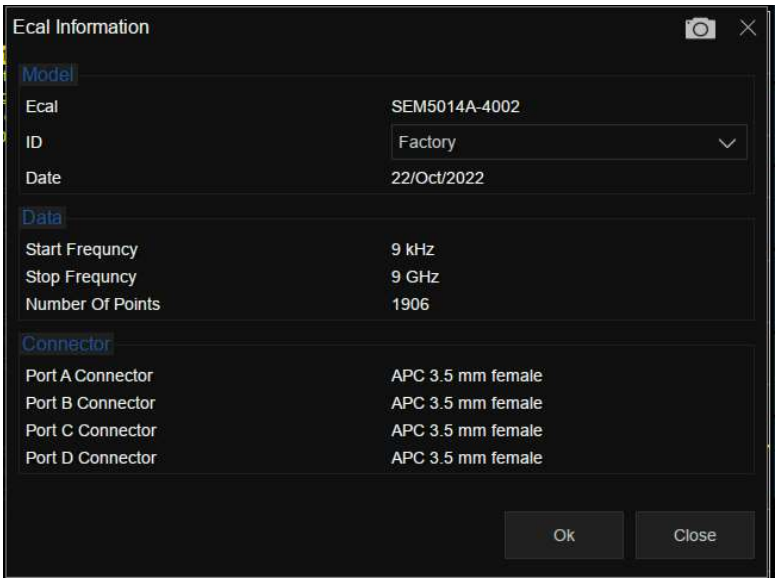 Ecal Information
Model
Ecal SEM5014A-4002
ID Factory
Date 22/Oct/2022
Data
Start Frequncy 9 kHz
Stop Frequncy 9 GHz
Number Of Points 1906
Connector
Port A Connector APC 3.5 mm female
Port B Connector APC 3.5 mm female
Port C Connector APC 3.5 mm female
Port D Connector APC 3.5 mm female
Ok Close